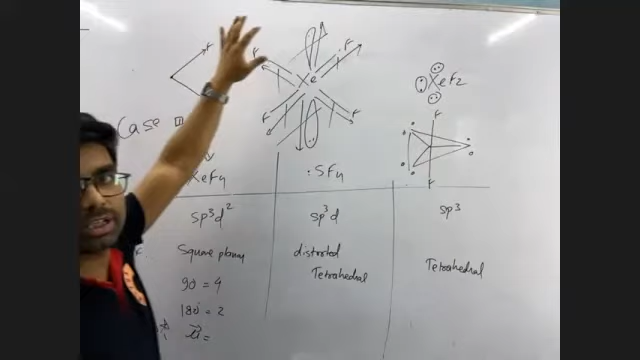 F
F
F
Xe
F
F
XeF2
F
F
Case III
XeF4
SF4
sp³d²
sp³d
sp3
Square planar
distorted
Tetrahedral
Tetrahedral
90 = 4
180 = 2
μ =